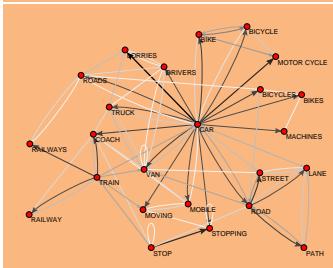 BICYCLE
BIKE
LORRIES
MOTOR CYCLE
DRIVERS
ROADS
BICYCLES
BIKES
TRUCK
CAR
MACHINES
COACH
RAILWAYS
LANE
VAN
STREET
TRAIN
MOBILE
ROAD
MOVING
RAILWAY
STOPPING
STOP
PATH